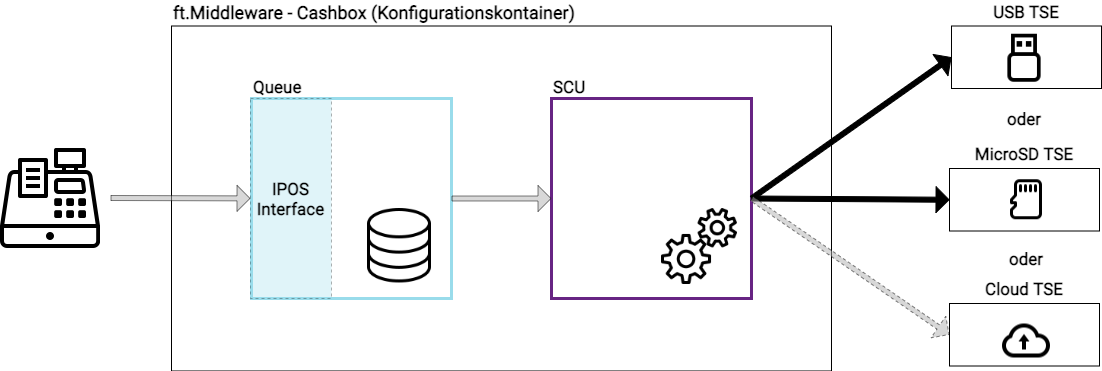 ft.Middleware - Cashbox (Konfigurationskontainer)
USB TSE
Queue
SCU
oder
MicroSD TSE
IPOS
Interface
oder
Cloud TSE